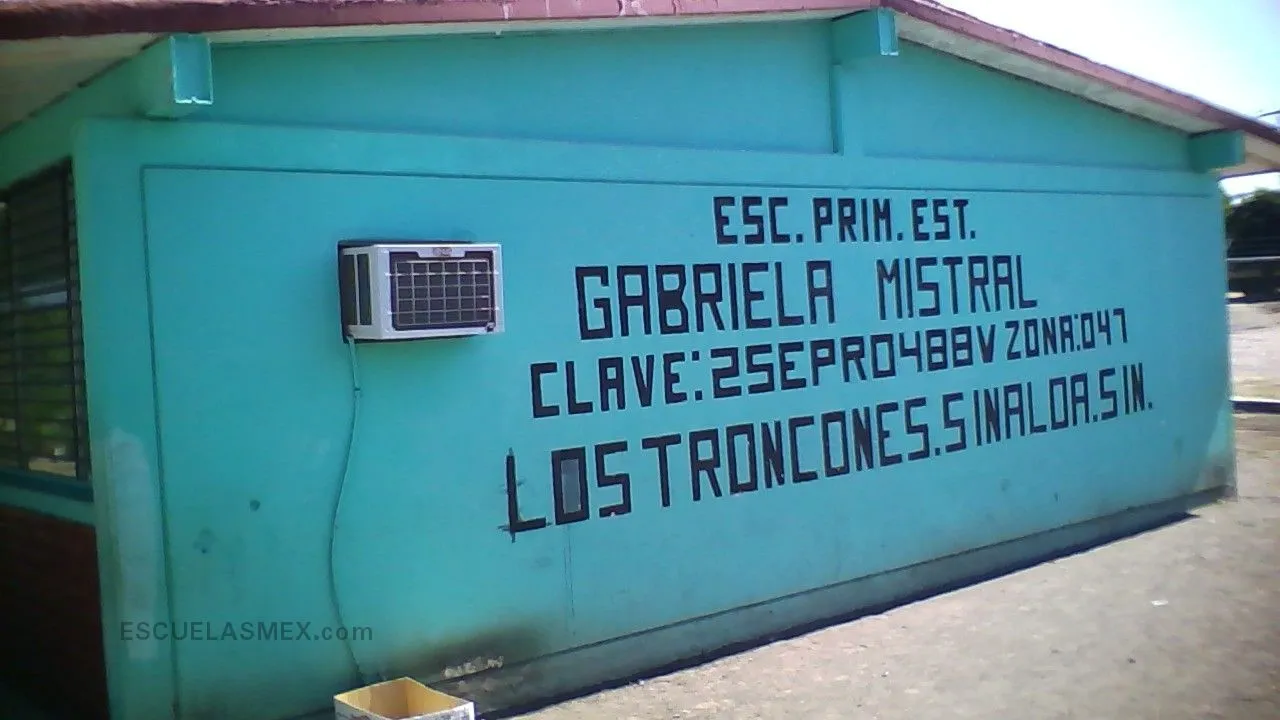 ESC. PRIM. EST.
GABRIELA MISTRAL
CLAVE:25EPR0488V ZONA:047
LOS TRONCONES.SINALOA.SIN.
ESCUELASMEX.com